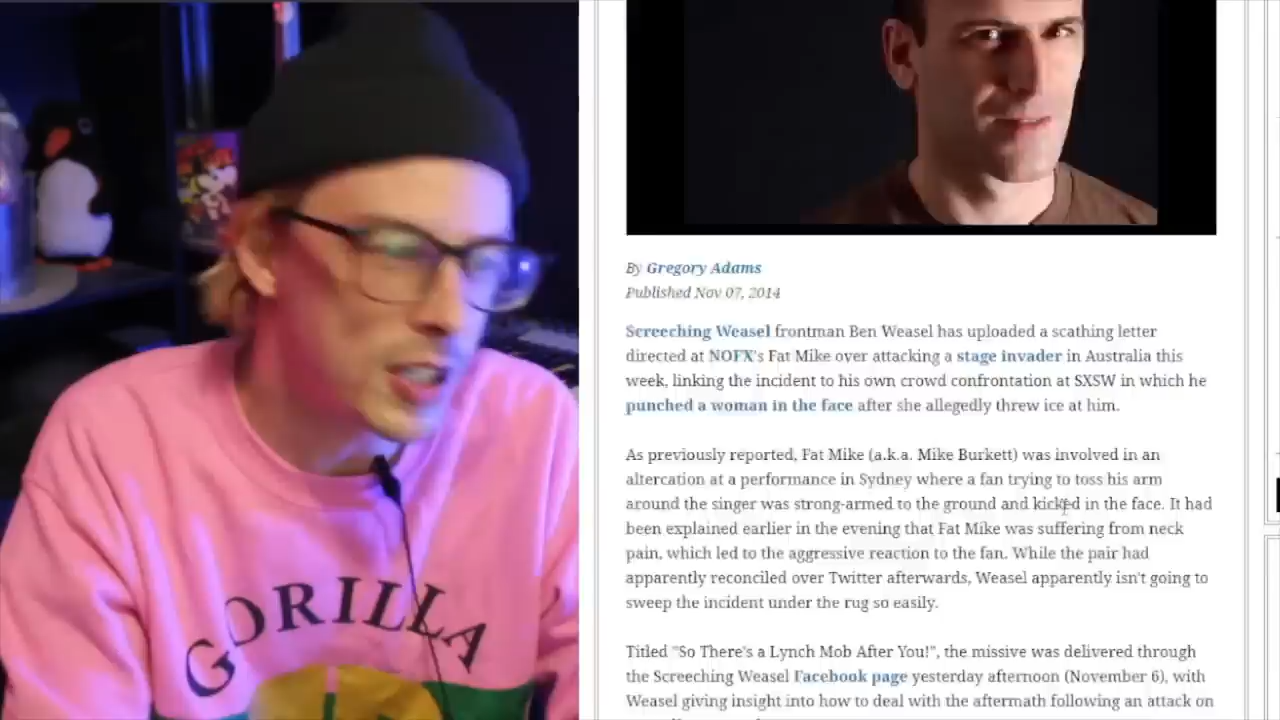 GORILLA
By Gregory Adams
Published Nov 07, 2014
Screeching Weasel frontman Ben Weasel has uploaded a scathing letter
directed at NOFX's Fat Mike over attacking a stage invader in Australia this
week, linking the incident to his own crowd confrontation at SXSW in which he
punched a woman in the face after she allegedly threw ice at him.
As previously reported, Fat Mike (a.k.a. Mike Burkett) was involved in an
altercation at a performance in Sydney where a fan trying to toss his arm
around the singer was strong-armed to the ground and kicked in the face. It had
been explained earlier in the evening that Fat Mike was suffering from neck
pain, which led to the aggressive reaction to the fan. While the pair had
apparently reconciled over Twitter afterwards, Weasel apparently isn't going to
sweep the incident under the rug so easily.
Titled "So There's a Lynch Mob After You!", the missive was delivered through
the Screeching Weasel Facebook page yesterday afternoon (November 6), with
Weasel giving insight into how to deal with the aftermath following an attack on